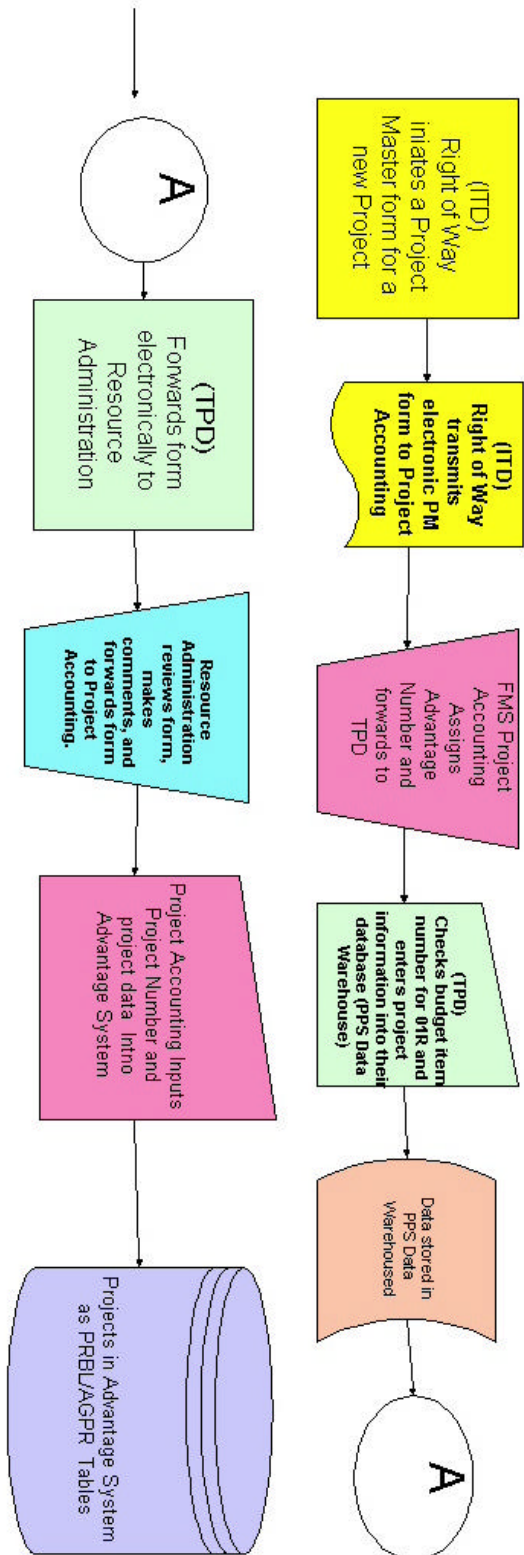 (ITD)
Right of Way
iniates a Project
Master form for a
new Project
(ITD)
Right of Way
transmits
electronic PM
form to Project
Accounting
FMS Project
Accounting
Assigns
Advantage
Number and
forwards to
TPD
(TPD)
Checks budget item
number for 01R and
enters project
information into their
database (PPS Data
Warehouse)
Data stored in
PPS Data
Warehoused
A
A
(TPD)
Forwards form
electronically to
Resource
Administration
Resource
Administration
reviews form,
makes
comments, and
forwards form
to Project
Accounting.
Project Accounting Inputs
Project Number and
project data Intno
Advantage System
Projects in Advantage System
as PRBL/AGPR Tables